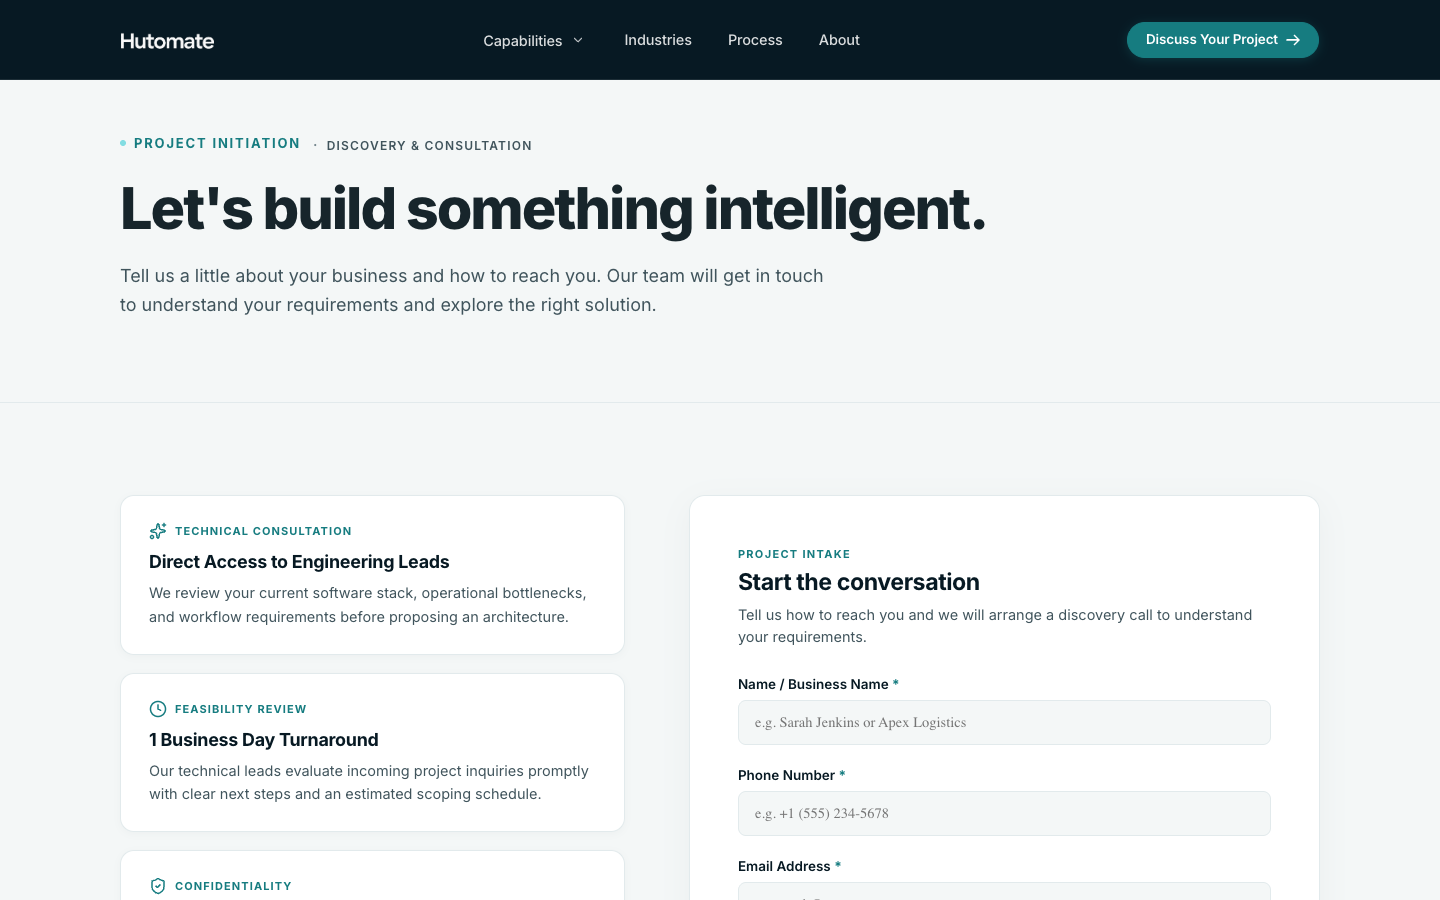 Hutomate
Capabilities
Industries
Process
About
Discuss Your Project
PROJECT INITIATION · DISCOVERY & CONSULTATION
Let's build something intelligent.
Tell us a little about your business and how to reach you. Our team will get in touch
to understand your requirements and explore the right solution.
TECHNICAL CONSULTATION
Direct Access to Engineering Leads
We review your current software stack, operational bottlenecks,
and workflow requirements before proposing an architecture.
FEASIBILITY REVIEW
1 Business Day Turnaround
Our technical leads evaluate incoming project inquiries promptly
with clear next steps and an estimated scoping schedule.
CONFIDENTIALITY
PROJECT INTAKE
Start the conversation
Tell us how to reach you and we will arrange a discovery call to understand
your requirements.
Name / Business Name *
e.g. Sarah Jenkins or Apex Logistics
Phone Number *
e.g. +1 (555) 234-5678
Email Address *